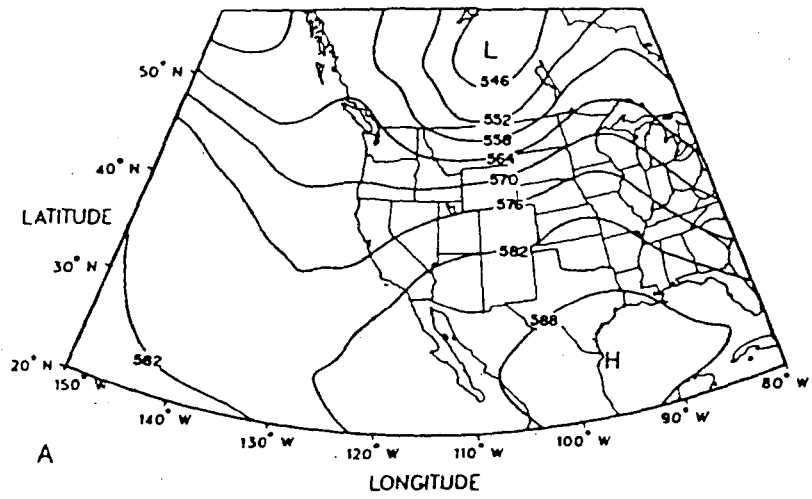 L
50° N
546
552
558
564
40° N
570
576
LATITUDE
582
30° N
588
H
20° N
582
150° W
80° W
140° W
90° W
130° W
100° W
120° W
110° W
A
LONGITUDE